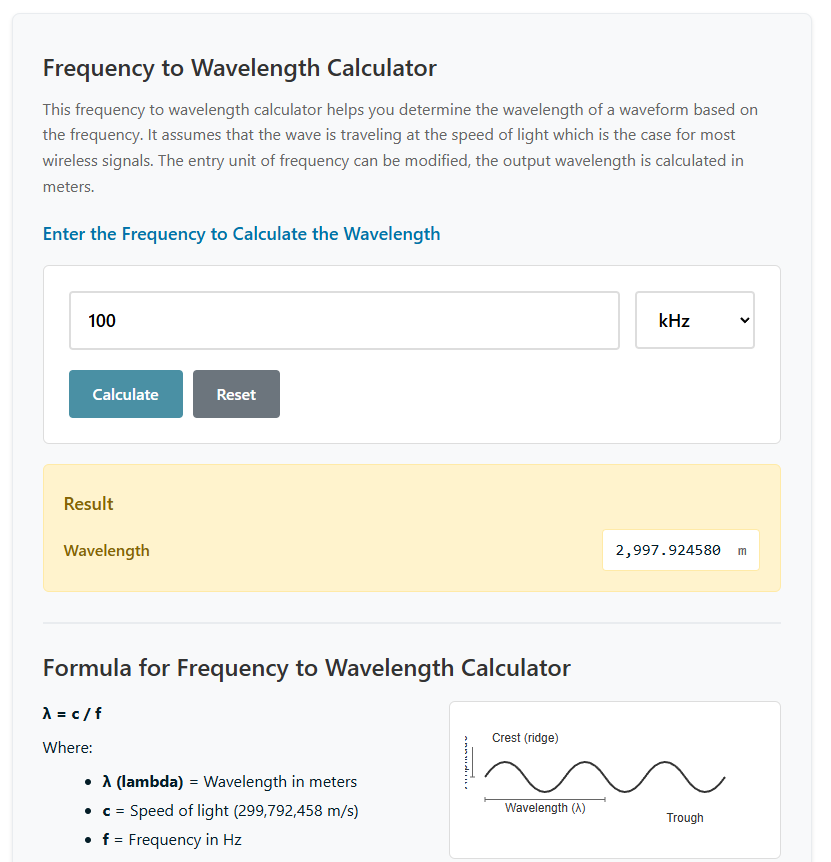 Frequency to Wavelength Calculator
This frequency to wavelength calculator helps you determine the wavelength of a waveform based on
the frequency. It assumes that the wave is traveling at the speed of light which is the case for most
wireless signals. The entry unit of frequency can be modified, the output wavelength is calculated in
meters.
Enter the Frequency to Calculate the Wavelength
100 kHz
Calculate Reset
Result
Wavelength 2,997.924580 m
Formula for Frequency to Wavelength Calculator
λ = c / f
Where:
• λ (lambda) = Wavelength in meters
• c = Speed of light (299,792,458 m/s)
• f = Frequency in Hz
Crest (ridge)
Wavelength (λ)
Trough